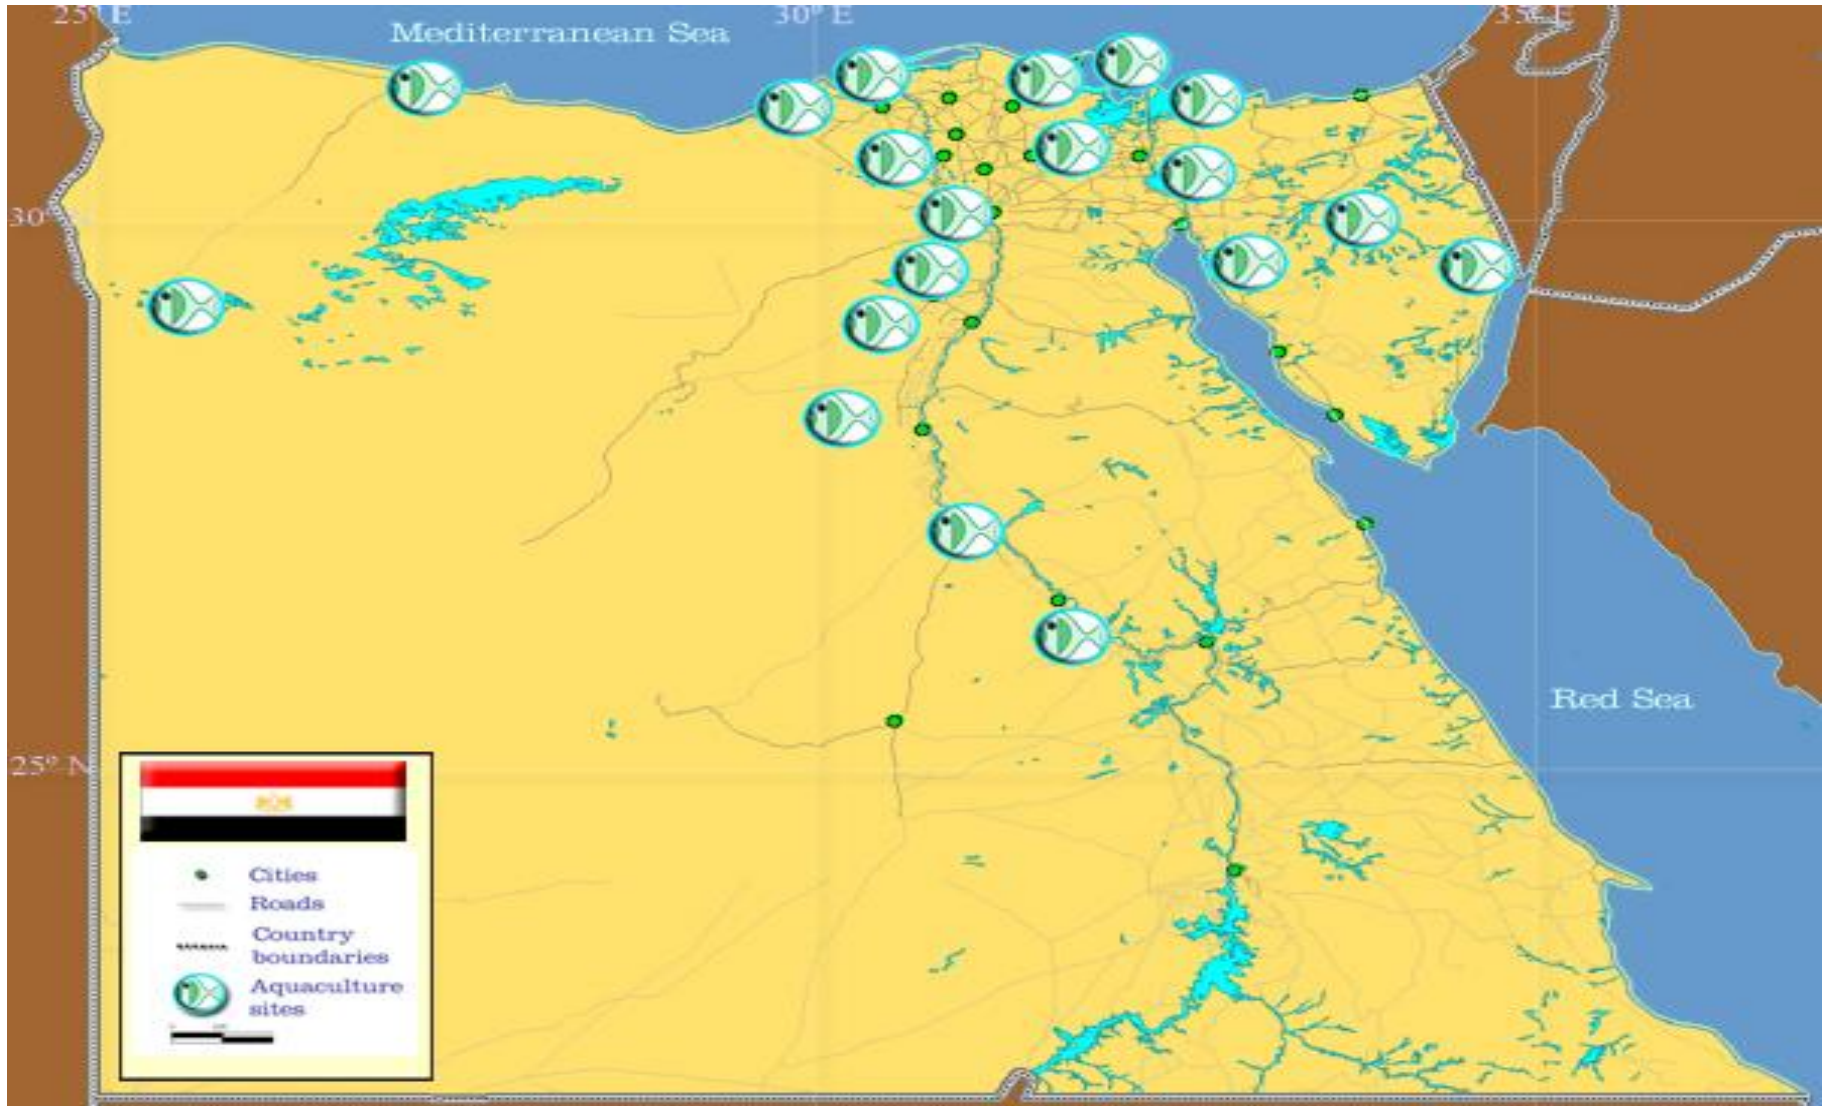 25° E
30° E
35° E
Mediterranean Sea
30° N
Red Sea
25° N
Cities
Roads
Country
boundaries
Aquaculture
sites